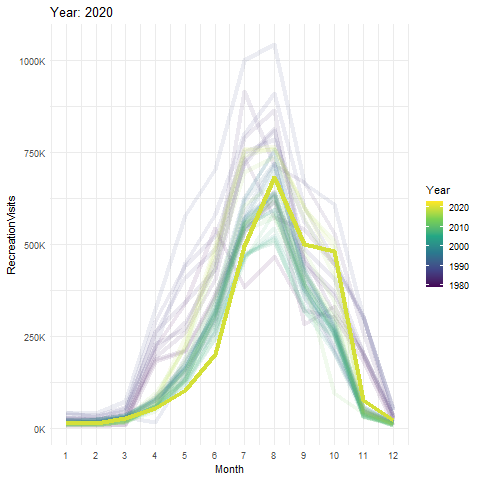 Year: 2020
1000K
750K
500K
250K
0K
RecreationVisits
1 2 3 4 5 6 7 8 9 10 11 12
Month
Year
2020
2010
2000
1990
1980